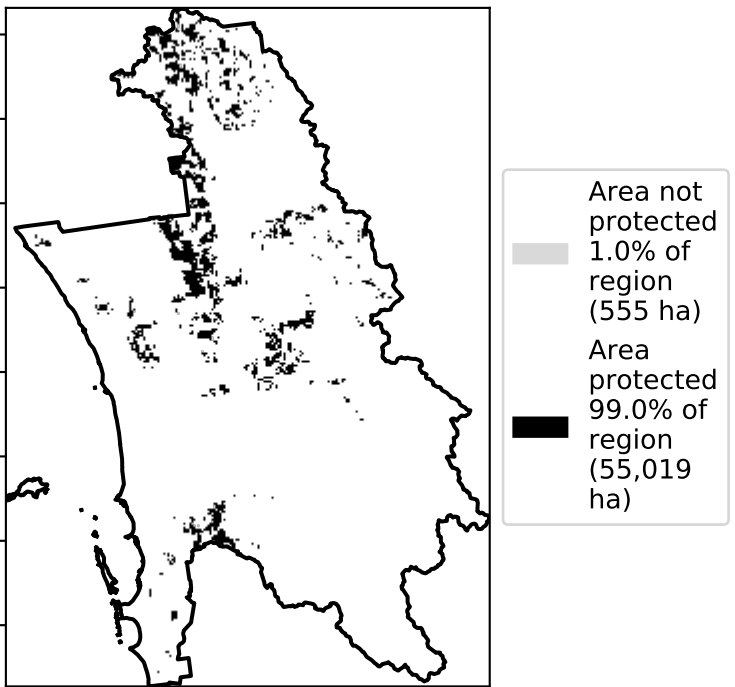 Area not
protected
1.0% of
region
(555 ha)
Area
protected
99.0% of
region
(55,019
ha)